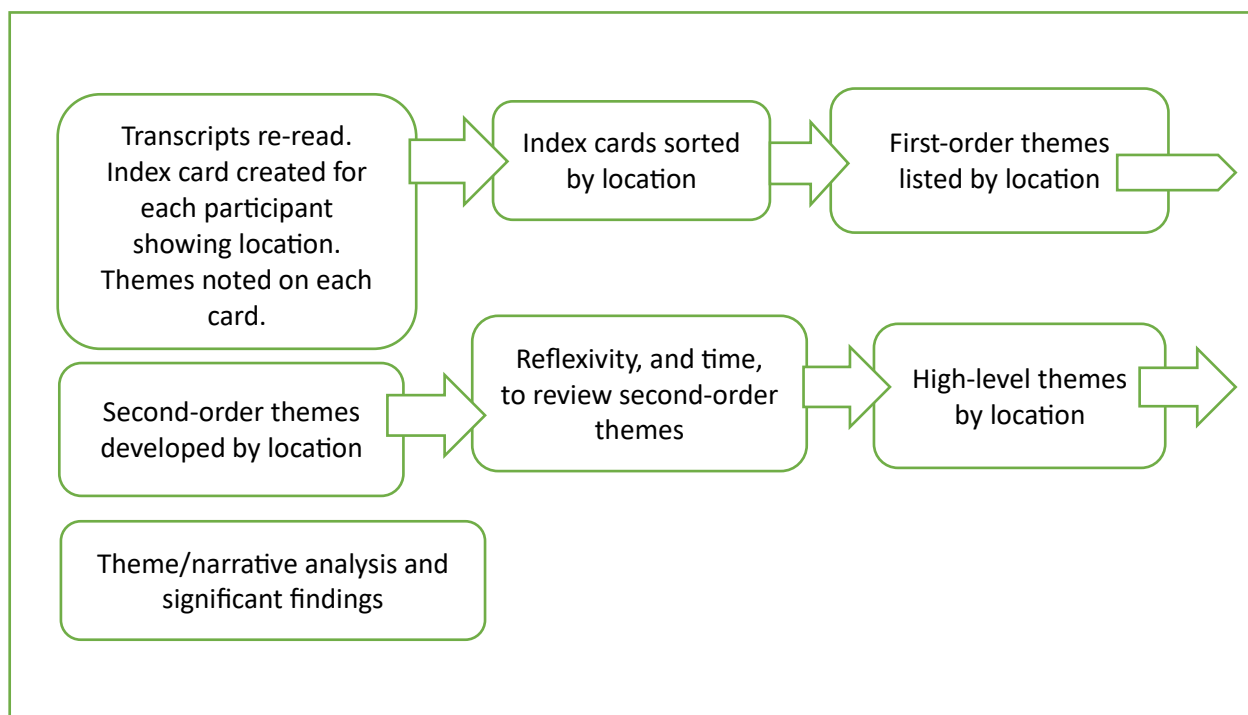 Transcripts re-read.
Index card created for
each participant
showing location.
Themes noted on each
card.
Index cards sorted
by location
First-order themes
listed by location
Second-order themes
developed by location
Reflexivity, and time,
to review second-order
themes
High-level themes
by location
Theme/narrative analysis and
significant findings